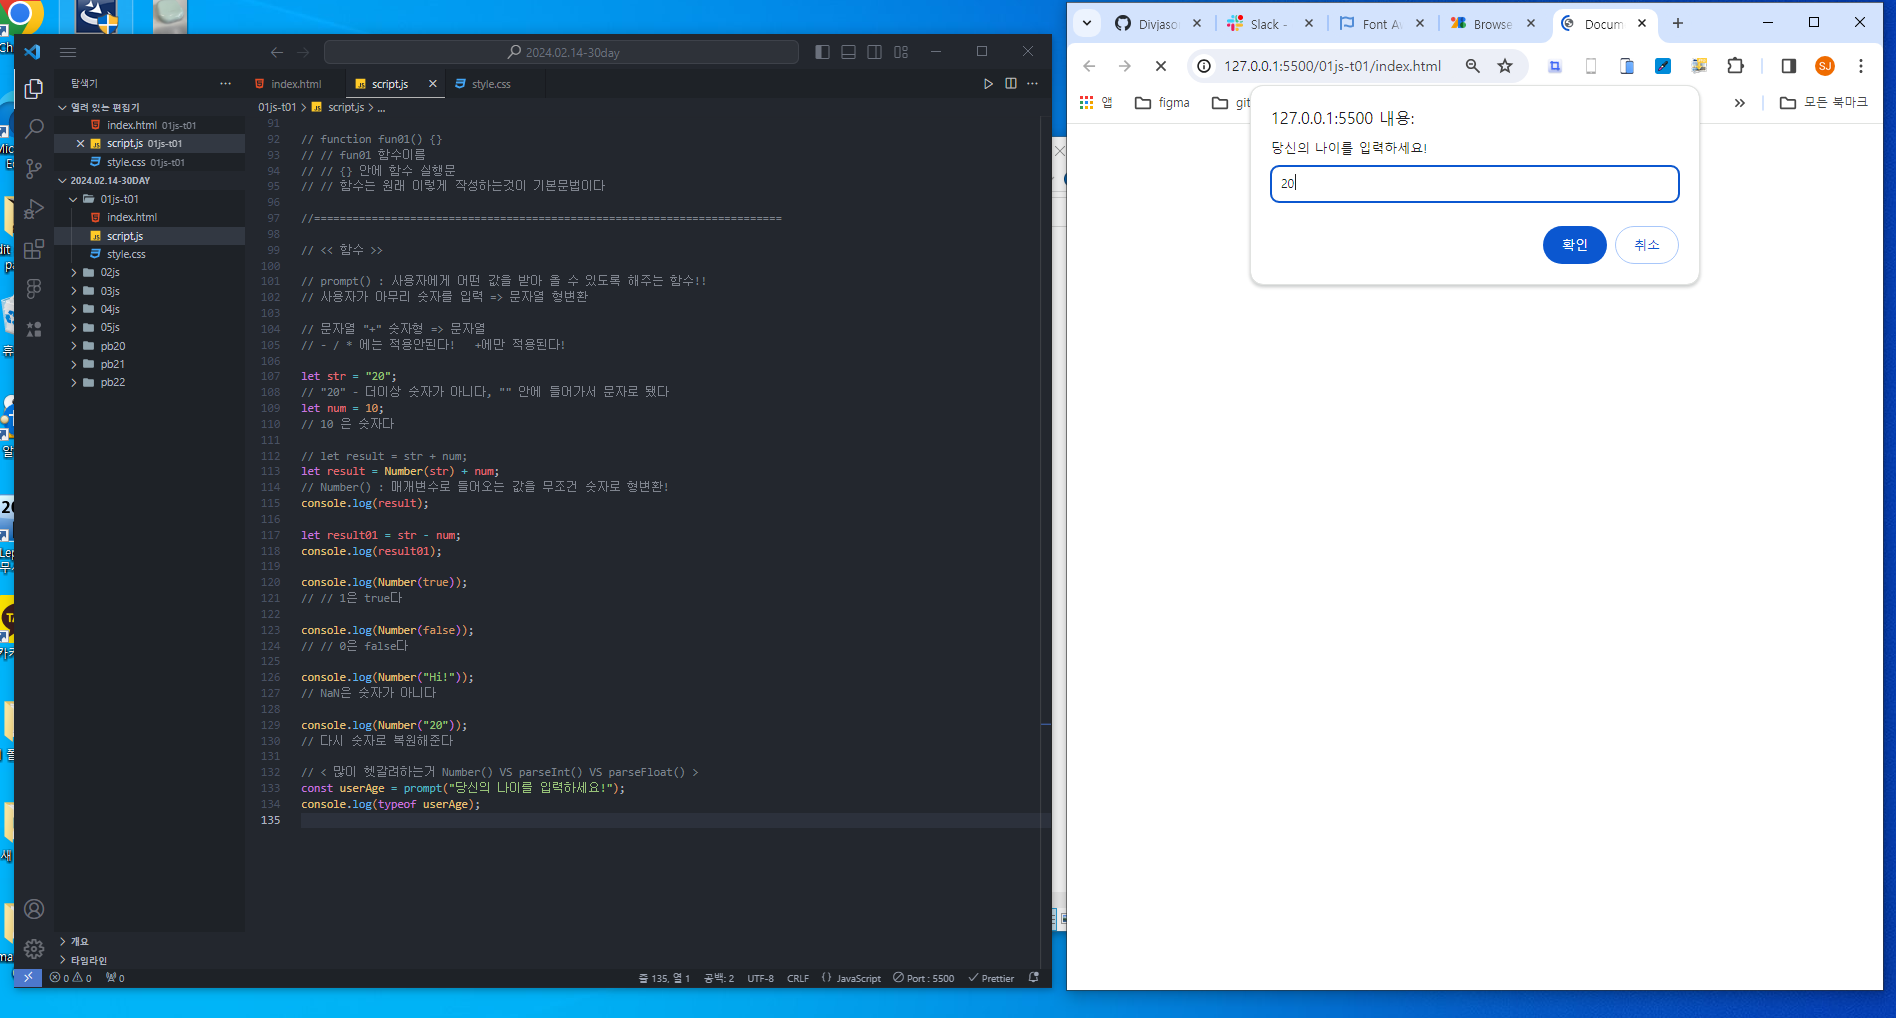 2024.02.14-30day
탐색기
열려 있는 편집기
index.html 01js-t01
script.js 01js-t01
style.css 01js-t01
2024.02.14-30DAY
01js-t01
index.html
script.js
style.css
02js
03js
04js
05js
pb20
pb21
pb22
개요
타임라인
index.html
script.js
style.css
01js-t01 > script.js > ...
91
92 // function fun01() {}
93 // // fun01 함수이름
94 // // {} 안에 함수 실행문
95 // // 함수는 원래 이렇게 작성하는것이 기본문법이다
96
97 //=========================================================================
98
99 // << 함수 >>
100
101 // prompt() : 사용자에게 어떤 값을 받아 올 수 있도록 해주는 함수!!
102 // 사용자가 아무리 숫자를 입력 => 문자열 형변환
103
104 // 문자열 "+" 숫자형 => 문자열
105 // - / * 에는 적용안된다!   +에만 적용된다!
106
107 let str = "20";
108 // "20" - 더이상 숫자가 아니다, "" 안에 들어가서 문자로 됐다
109 let num = 10;
110 // 10 은 숫자다
111
112 // let result = str + num;
113 let result = Number(str) + num;
114 // Number() : 매개변수로 들어오는 값을 무조건 숫자로 형변환!
115 console.log(result);
116
117 let result01 = str - num;
118 console.log(result01);
119
120 console.log(Number(true));
121 // // 1은 true다
122
123 console.log(Number(false));
124 // // 0은 false다
125
126 console.log(Number("Hi!"));
127 // NaN은 숫자가 아니다
128
129 console.log(Number("20"));
130 // 다시 숫자로 복원해준다
131
132 // < 많이 헷갈려하는거 Number() VS parseInt() VS parseFloat() >
133 const userAge = prompt("당신의 나이를 입력하세요!");
134 console.log(typeof userAge);
135
0 0 0
줄 135, 열 1 공백: 2 UTF-8 CRLF {} JavaScript Port : 5500 Prettier
Divjaso Slack - Font A Browse Docum
127.0.0.1:5500/01js-t01/index.html
SJ
앱 figma git » 모든 북마크
127.0.0.1:5500 내용:
당신의 나이를 입력하세요!
20
확인 취소